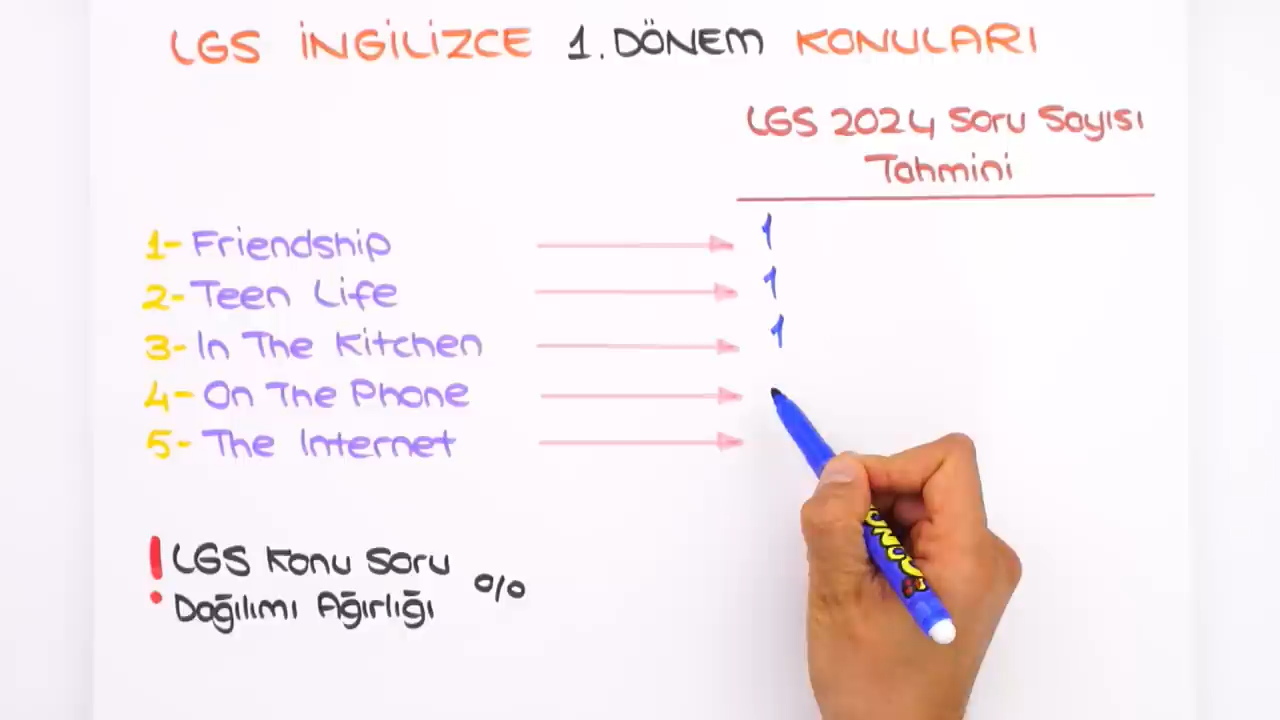 LGS İNGİLİZCE 1. DÖNEM KONULARI
LGS 2024 Soru Sayısı
Tahmini
1- Friendship 1
2- Teen Life 1
3- In The Kitchen 1
4- On The Phone
5- The Internet
! LGS Konu Soru
Dağılımı Ağırlığı %